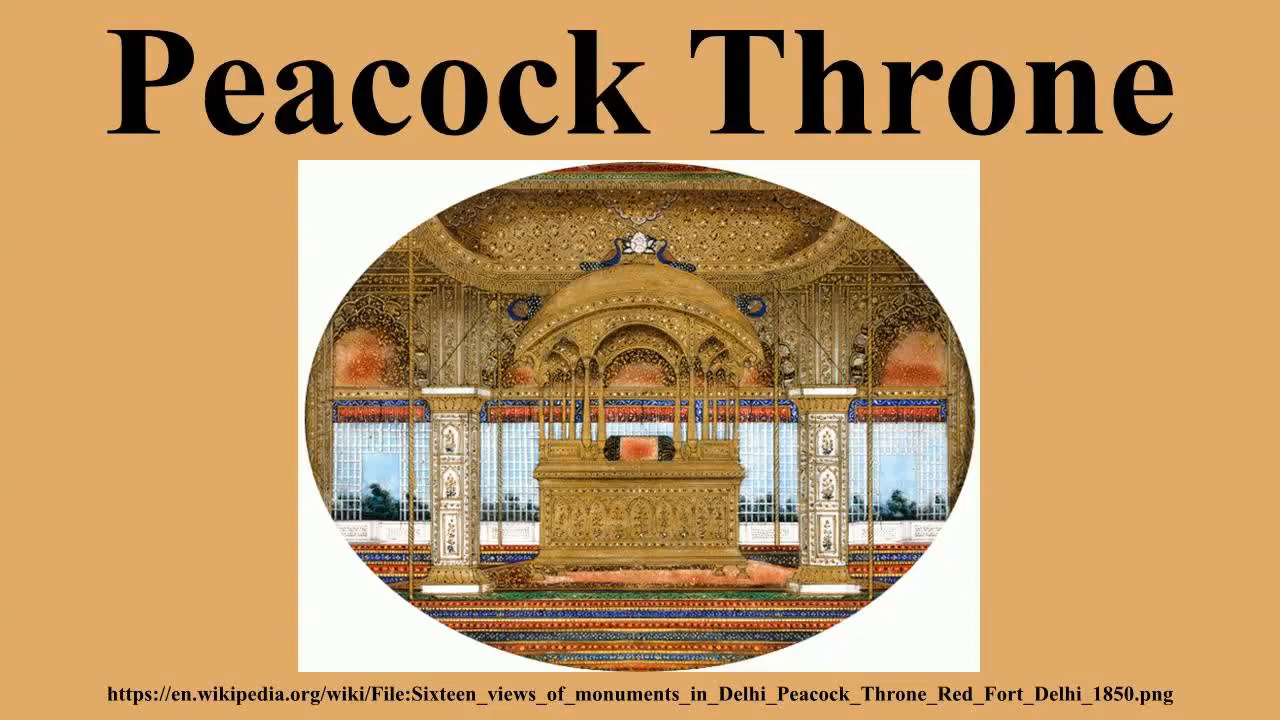 Peacock Throne
https://en.wikipedia.org/wiki/File:Sixteen_views_of_monuments_in_Delhi_Peacock_Throne_Red_Fort_Delhi_1850.png